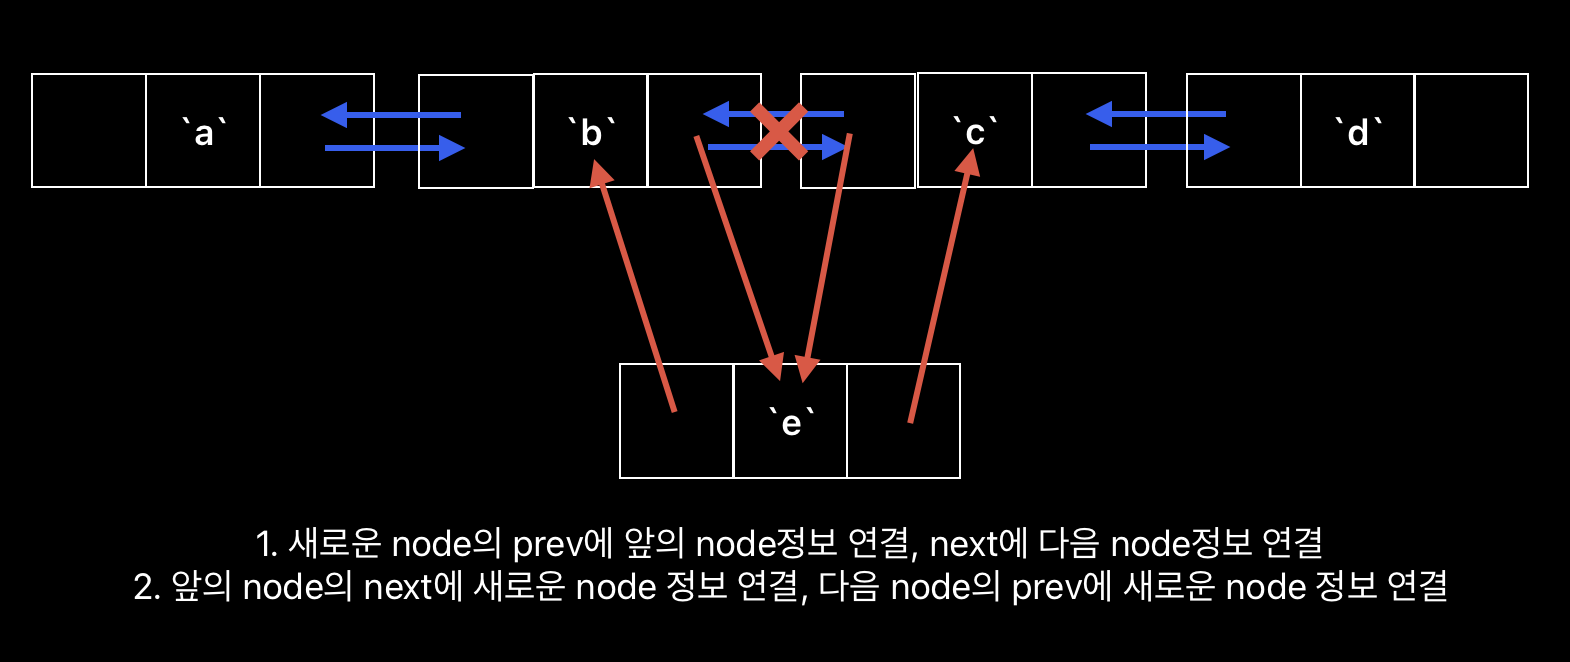 `a` `b` `c` `d`
`e`
1. 새로운 node의 prev에 앞의 node정보 연결, next에 다음 node정보 연결
2. 앞의 node의 next에 새로운 node 정보 연결, 다음 node의 prev에 새로운 node 정보 연결